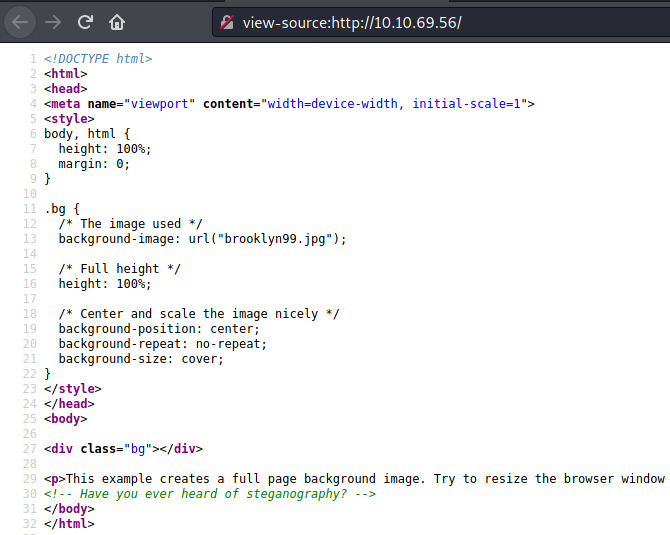 view-source:http://10.10.69.56/
1 <!DOCTYPE html>
2 <html>
3 <head>
4 <meta name="viewport" content="width=device-width, initial-scale=1">
5 <style>
6 body, html {
7   height: 100%;
8   margin: 0;
9 }
10
11 .bg {
12   /* The image used */
13   background-image: url("brooklyn99.jpg");
14
15   /* Full height */
16   height: 100%;
17
18   /* Center and scale the image nicely */
19   background-position: center;
20   background-repeat: no-repeat;
21   background-size: cover;
22 }
23 </style>
24 </head>
25 <body>
26
27 <div class="bg"></div>
28
29 <p>This example creates a full page background image. Try to resize the browser window
30 <!-- Have you ever heard of steganography? -->
31 </body>
32 </html>